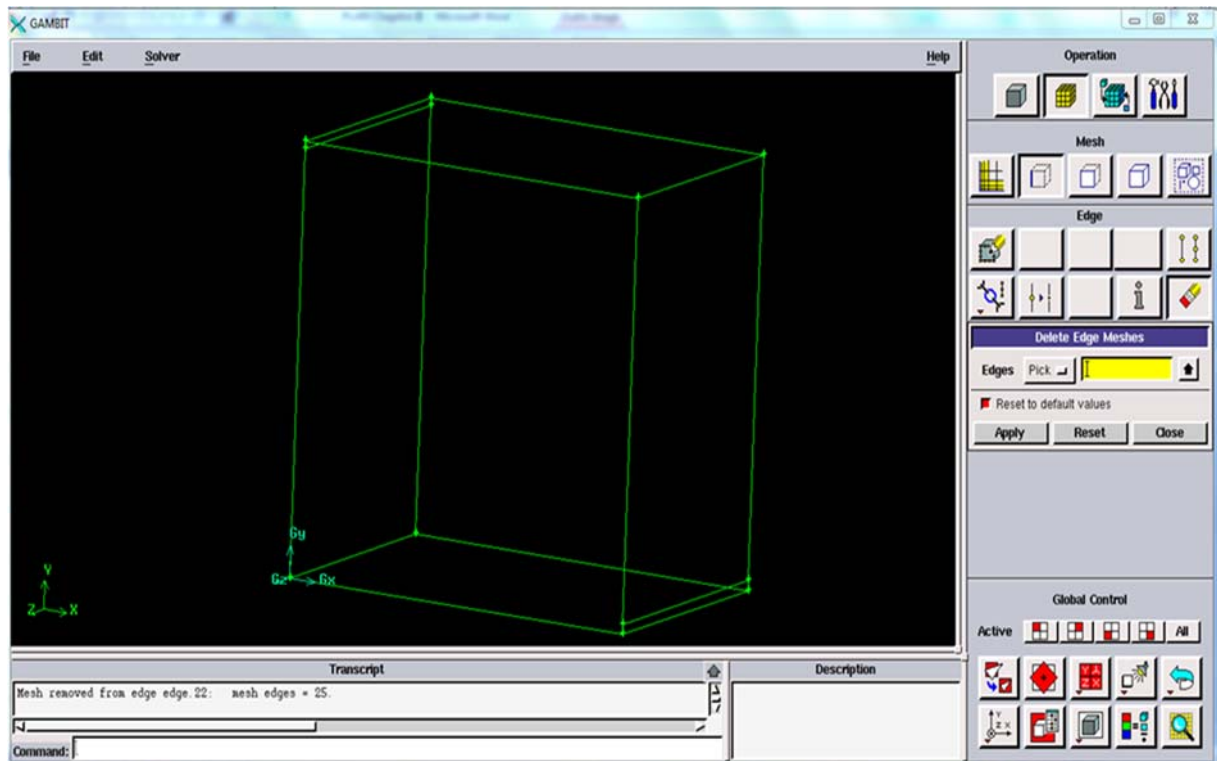 GAMBIT
File Edit Solver Help
Operation
Mesh
Edge
Delete Edge Meshes
Edges Pick
Reset to default values
Apply Reset Close
Gy
Gz Gx
Y
Z X
Global Control
Active All
Transcript
Description
Mesh removed from edge edge.22: mesh edges = 25.
Command: